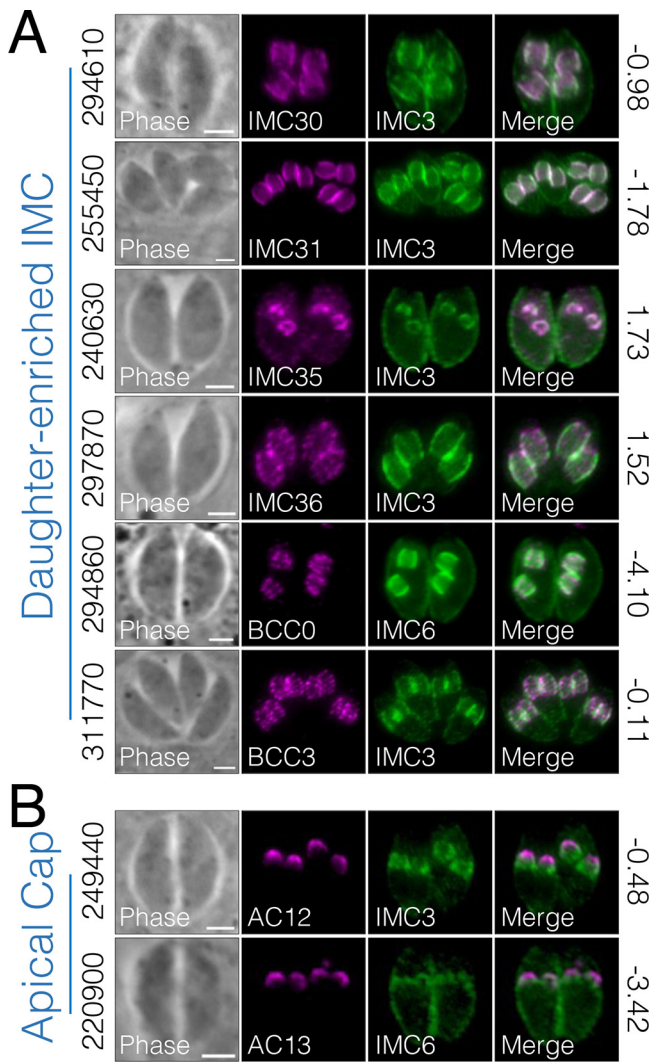 A
Daughter-enriched IMC
294610
Phase
IMC30
IMC3
Merge
-0.98
255450
Phase
IMC31
IMC3
Merge
-1.78
240630
Phase
IMC35
IMC3
Merge
1.73
297870
Phase
IMC36
IMC3
Merge
1.52
294860
Phase
BCC0
IMC6
Merge
-4.10
311770
Phase
BCC3
IMC3
Merge
-0.11
B
Apical Cap
249440
Phase
AC12
IMC3
Merge
-0.48
220900
Phase
AC13
IMC6
Merge
-3.42